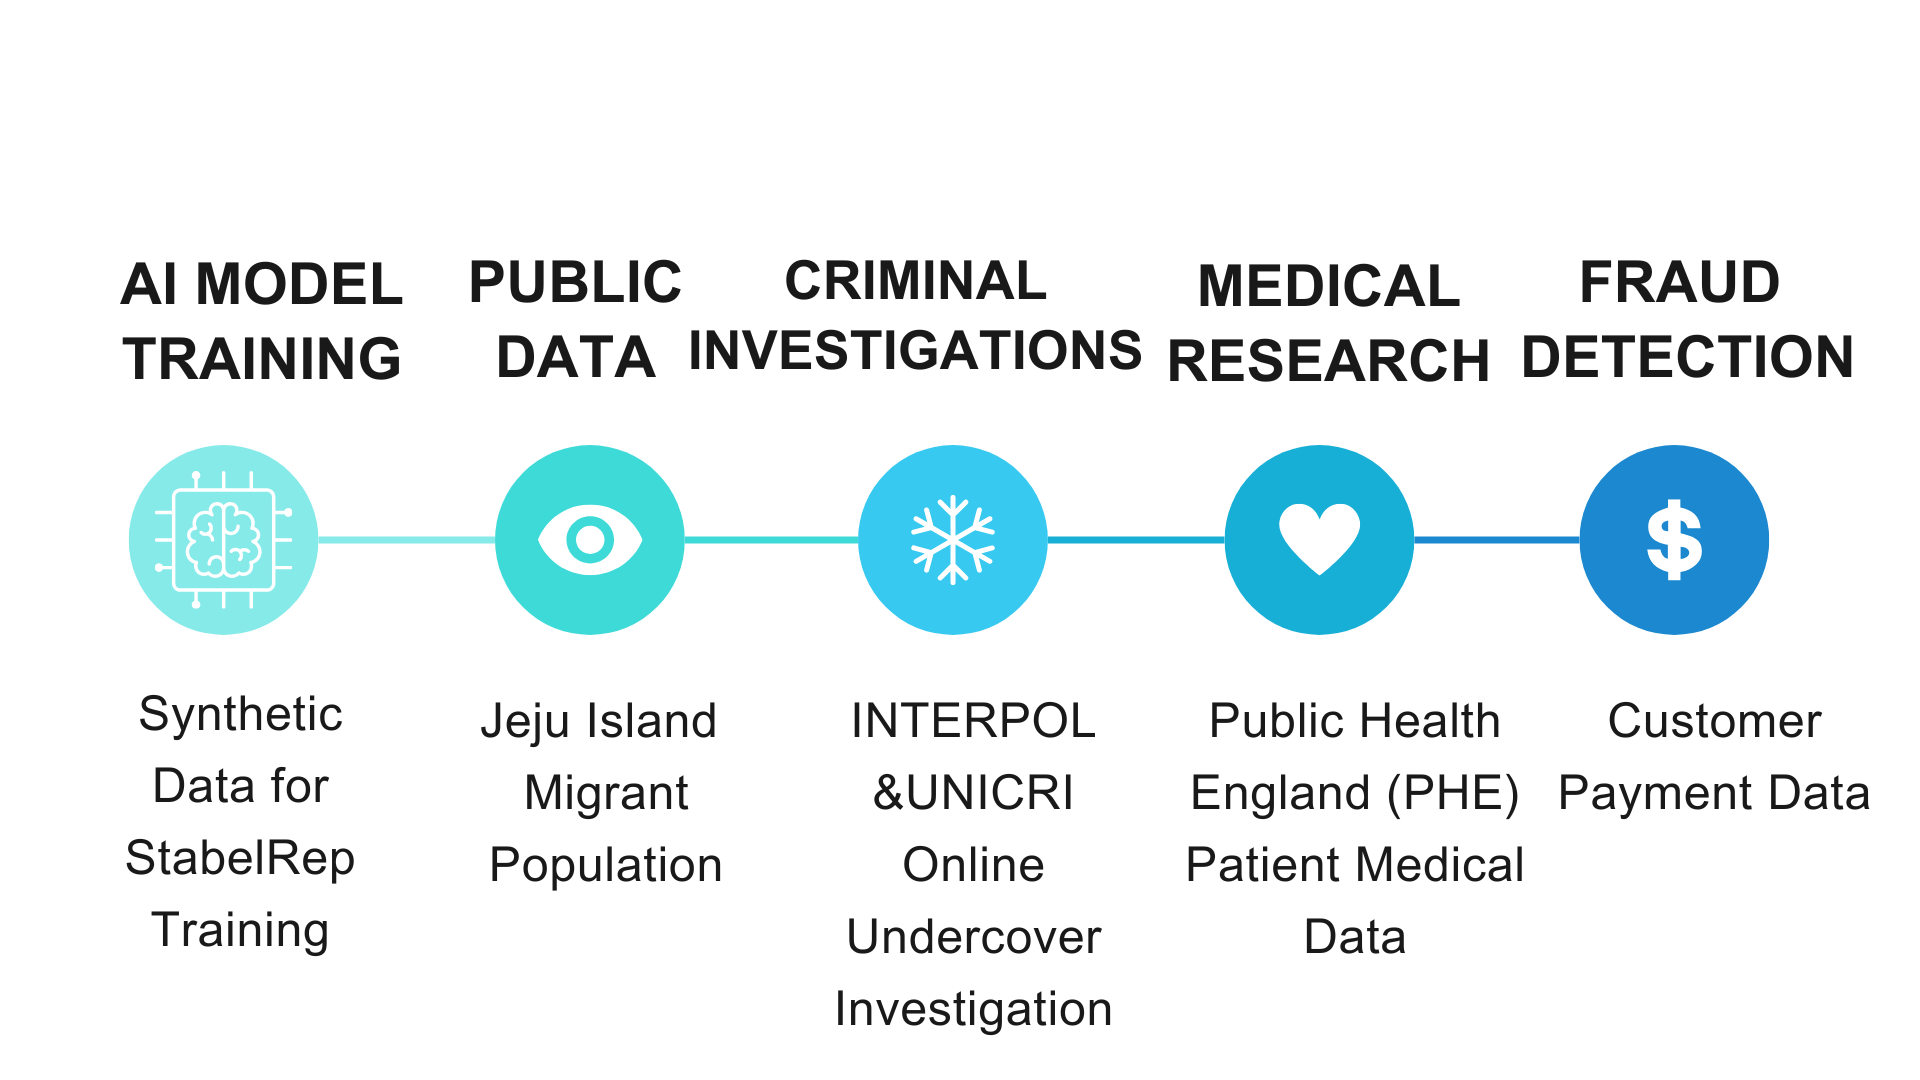 AI MODEL
TRAINING
PUBLIC
DATA
CRIMINAL
INVESTIGATIONS
MEDICAL
RESEARCH
FRAUD
DETECTION
$
Synthetic
Data for
StabelRep
Training
Jeju Island
Migrant
Population
INTERPOL
&UNICRI
Online
Undercover
Investigation
Public Health
England (PHE)
Patient Medical
Data
Customer
Payment Data